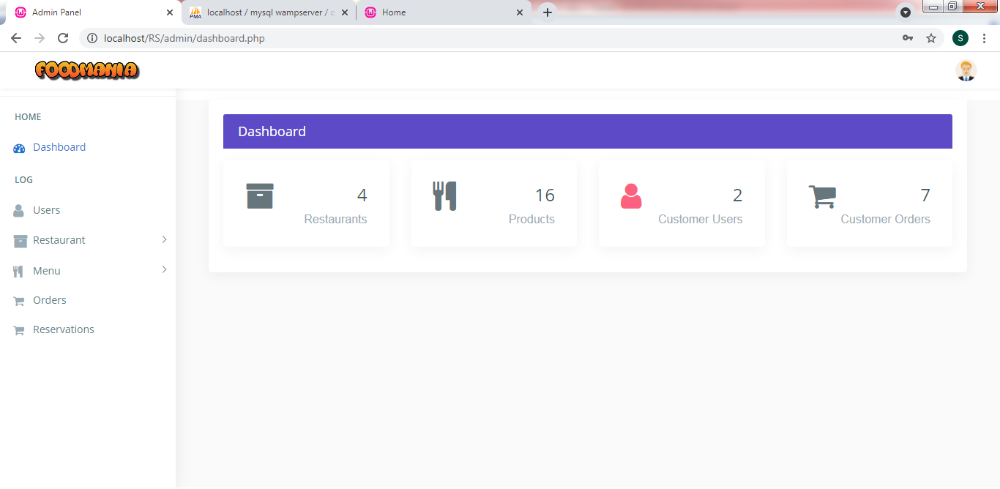 Admin Panel
localhost / mysql wampserver /
Home
localhost/RS/admin/dashboard.php
S
FOODMANIA
HOME
Dashboard
LOG
Users
Restaurant
Menu
Orders
Reservations
Dashboard
4
Restaurants
16
Products
2
Customer Users
7
Customer Orders
PMA